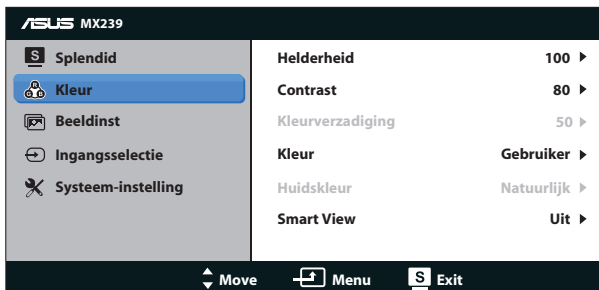 ASUS MX239
S Splendid
Kleur
Beeldinst
Ingangsselectie
Systeem-instelling
Helderheid 100
Contrast 80
Kleurverzadiging 50
Kleur Gebruiker
Huidskleur Natuurlijk
Smart View Uit
Move Menu S Exit